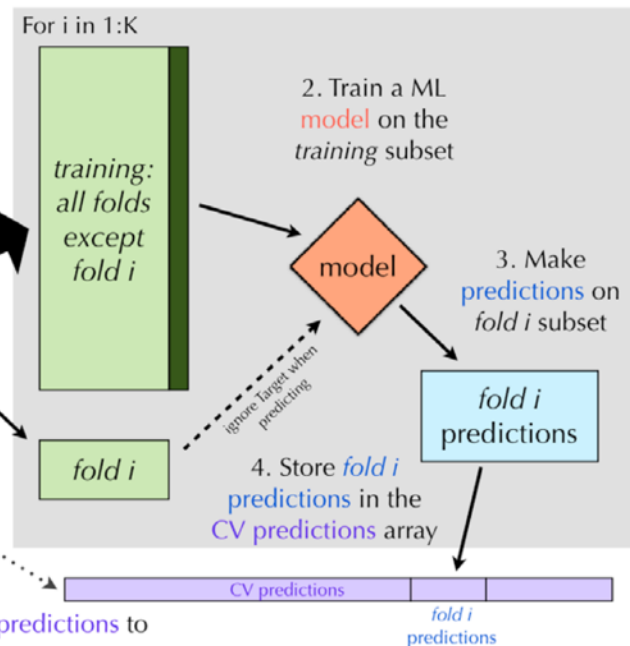 For i in 1:K
2. Train a ML
model on the
training subset
training:
all folds
except
fold i
model
3. Make
predictions on
fold i subset
ignore Target when
predicting
fold i
predictions
fold i
4. Store fold i
predictions in the
CV predictions array
CV predictions
fold i
predictions
predictions to